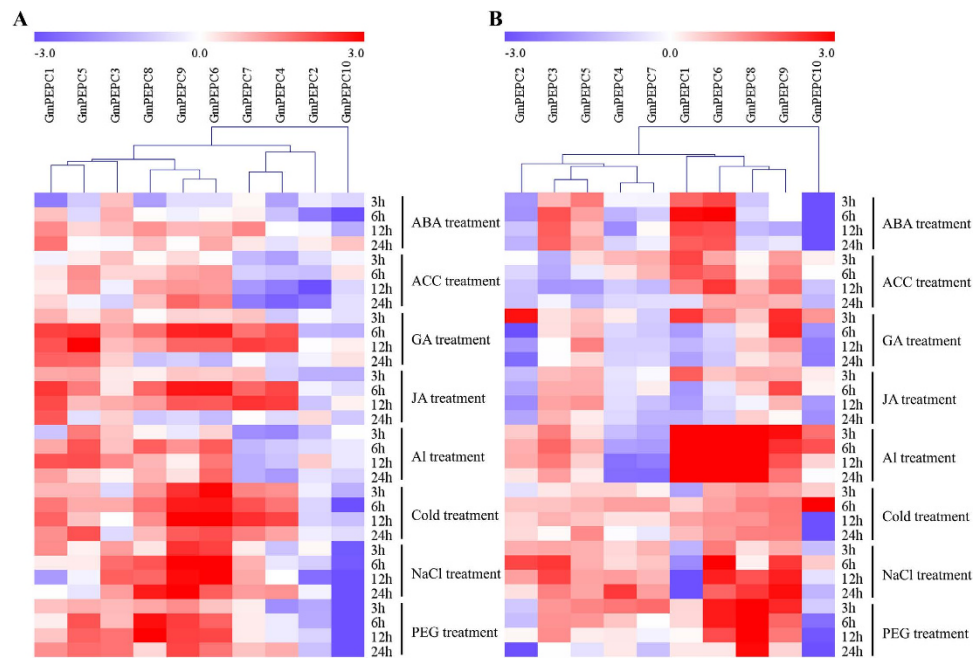 A
B
-3.0 0.0 3.0
-3.0 0.0 3.0
GmPEPC1
GmPEPC5
GmPEPC3
GmPEPC8
GmPEPC9
GmPEPC6
GmPEPC7
GmPEPC4
GmPEPC2
GmPEPC10
GmPEPC2
GmPEPC3
GmPEPC5
GmPEPC4
GmPEPC7
GmPEPC1
GmPEPC6
GmPEPC8
GmPEPC9
GmPEPC10
3h
6h
12h
24h
ABA treatment
3h
6h
12h
24h
ACC treatment
3h
6h
12h
24h
GA treatment
3h
6h
12h
24h
JA treatment
3h
6h
12h
24h
Al treatment
3h
6h
12h
24h
Cold treatment
3h
6h
12h
24h
NaCl treatment
3h
6h
12h
24h
PEG treatment
3h
6h
12h
24h
ABA treatment
3h
6h
12h
24h
ACC treatment
3h
6h
12h
24h
GA treatment
3h
6h
12h
24h
JA treatment
3h
6h
12h
24h
Al treatment
3h
6h
12h
24h
Cold treatment
3h
6h
12h
24h
NaCl treatment
3h
6h
12h
24h
PEG treatment